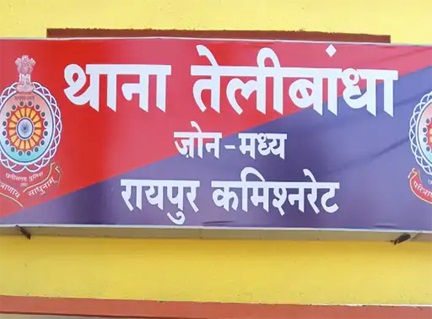 थाना तेलीबांधा
ज़ोन-मध्य
रायपुर कमिश्नरेट